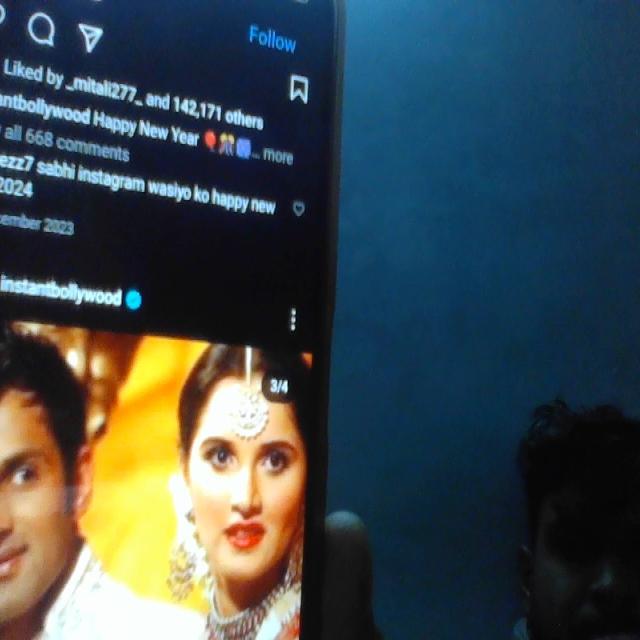 Follow
Liked by _mitali277_ and 142,171 others
antbollywood Happy New Year 🎈🎊🎆... more
all 668 comments
ezz7 sabhi instagram wasiyo ko happy new
2024
ember 2023
instantbollywood
3/4